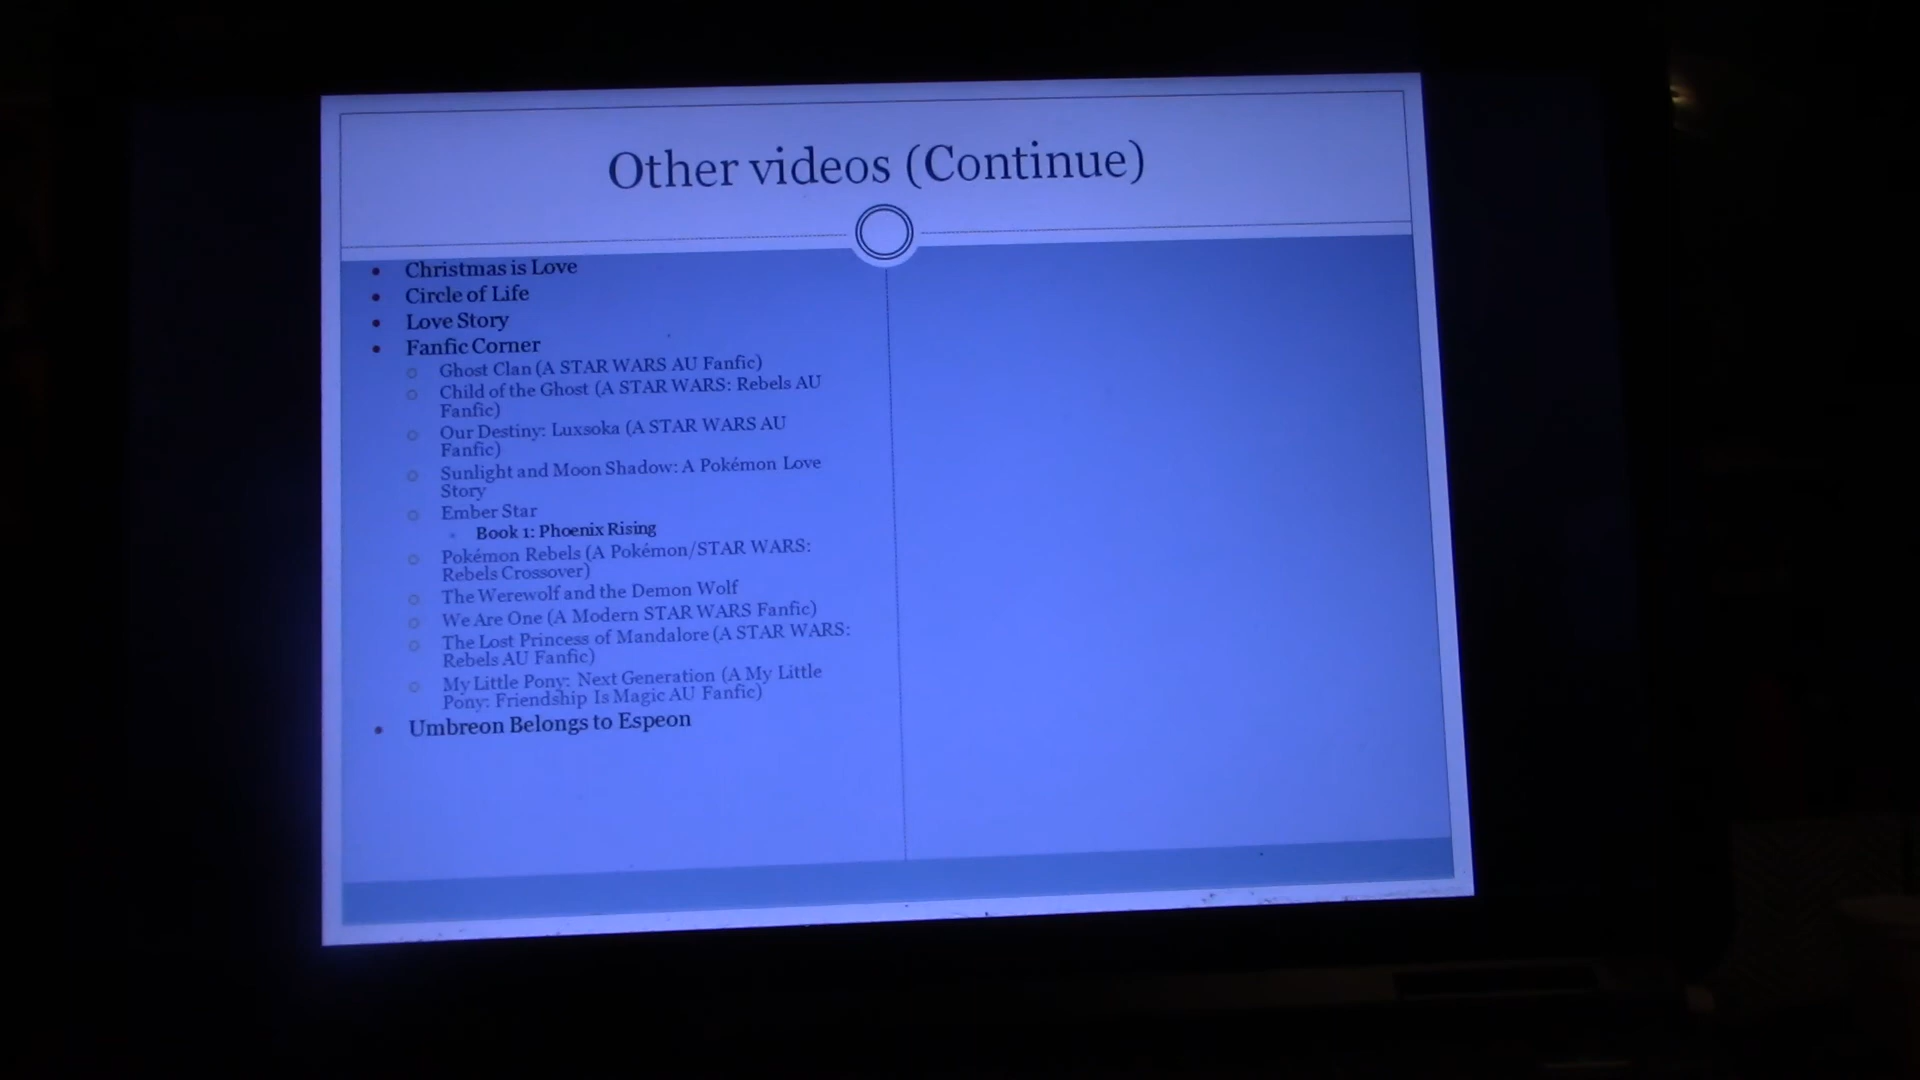 Other videos (Continue)
Christmas is Love
Circle of Life
Love Story
Fanfic Corner
Ghost Clan (A STAR WARS AU Fanfic)
Child of the Ghost (A STAR WARS: Rebels AU
Fanfic)
Our Destiny: Luxsoka (A STAR WARS AU
Fanfic)
Sunlight and Moon Shadow: A Pokémon Love
Story
Ember Star
Book 1: Phoenix Rising
Pokémon Rebels (A Pokémon/STAR WARS:
Rebels Crossover)
The Werewolf and the Demon Wolf
We Are One (A Modern STAR WARS Fanfic)
The Lost Princess of Mandalore (A STAR WARS:
Rebels AU Fanfic)
My Little Pony: Next Generation (A My Little
Pony: Friendship Is Magic AU Fanfic)
Umbreon Belongs to Espeon